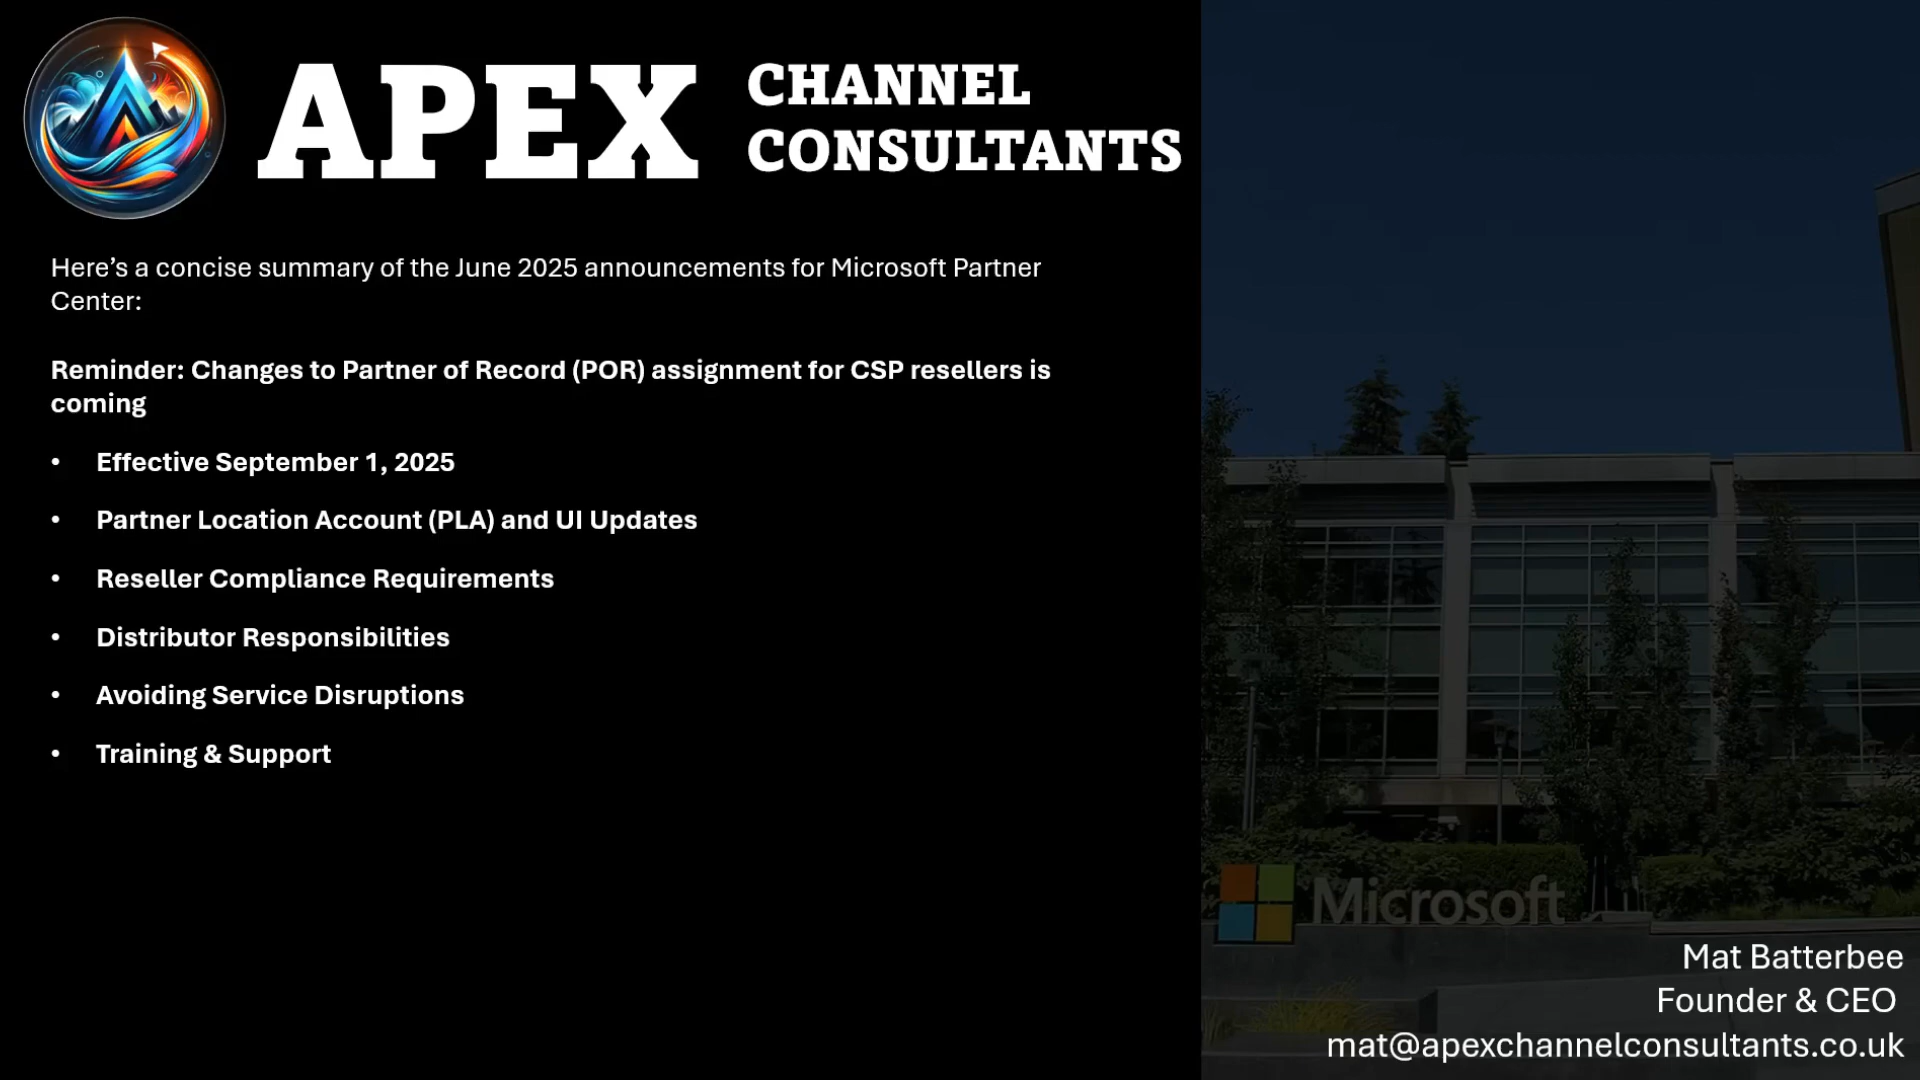 APEX
CHANNEL
CONSULTANTS
Here’s a concise summary of the June 2025 announcements for Microsoft Partner
Center:
Reminder: Changes to Partner of Record (POR) assignment for CSP resellers is
coming
• Effective September 1, 2025
• Partner Location Account (PLA) and UI Updates
• Reseller Compliance Requirements
• Distributor Responsibilities
• Avoiding Service Disruptions
• Training & Support
Microsoft
Mat Batterbee
Founder & CEO
mat@apexchannelconsultants.co.uk